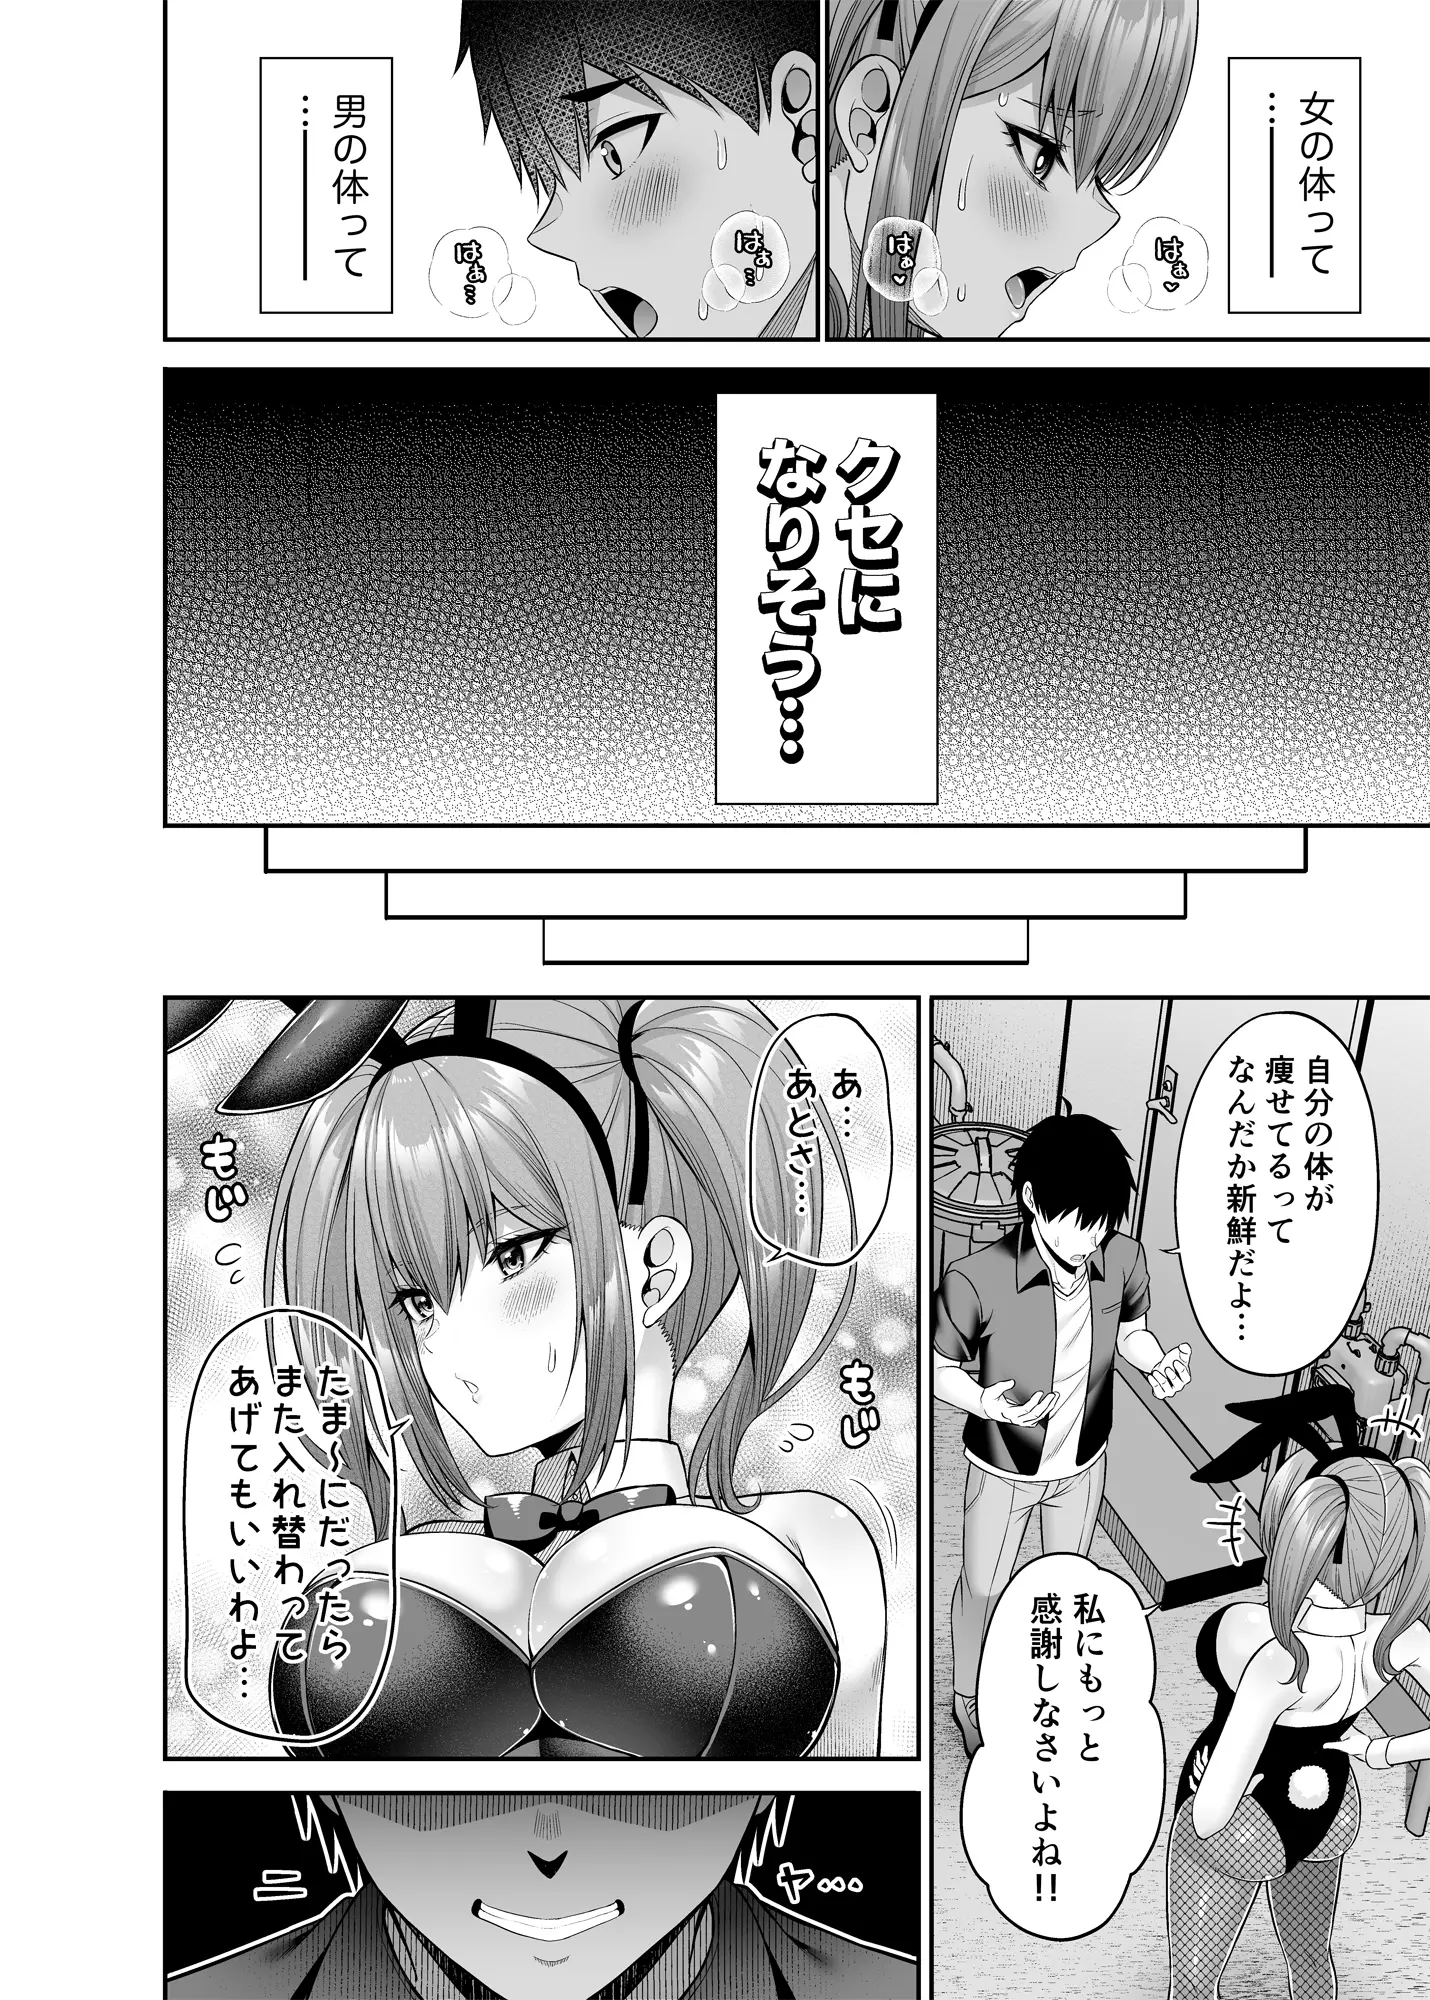 女の体って
…――
はぁ♥
はぁ♥
男の体って
…――
はぁ…
はぁ…
クセに
なりそう…
自分の体が
痩せてるって
なんだか新鮮だよ…
私にもっと
感謝しなさいよね!!
あ…
あとさ…
もじ
もじ
たま〜にだったら
また入れ替わって
あげてもいいわよ…
ニヤ…